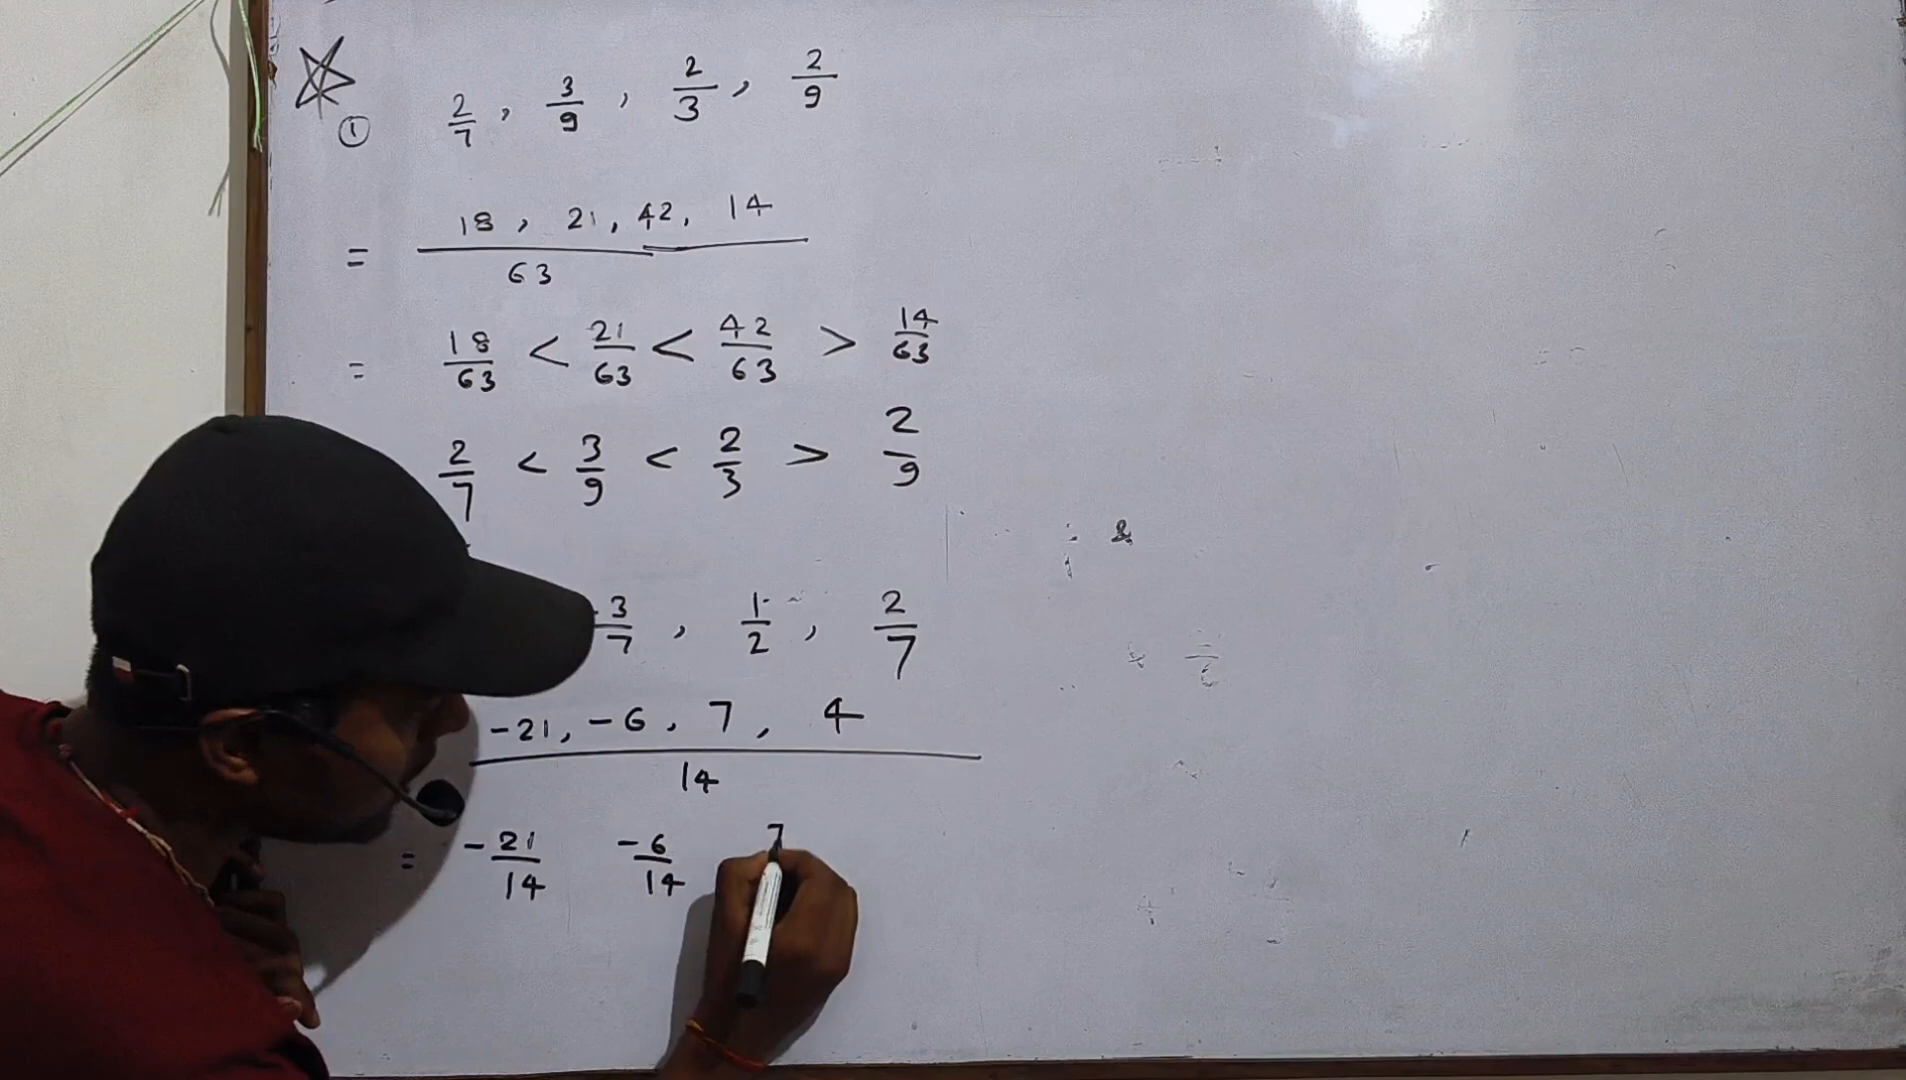 ① 2/7 , 3/9 , 2/3 , 2/9
= 18 , 21 , 42 , 14 / 63
= 18/63 < 21/63 < 42/63 > 14/63
2/7 < 3/9 < 2/3 > 2/9
-3/7 , 1/2 , 2/7
-21 , -6 , 7 , 4 / 14
= -21/14 -6/14 7